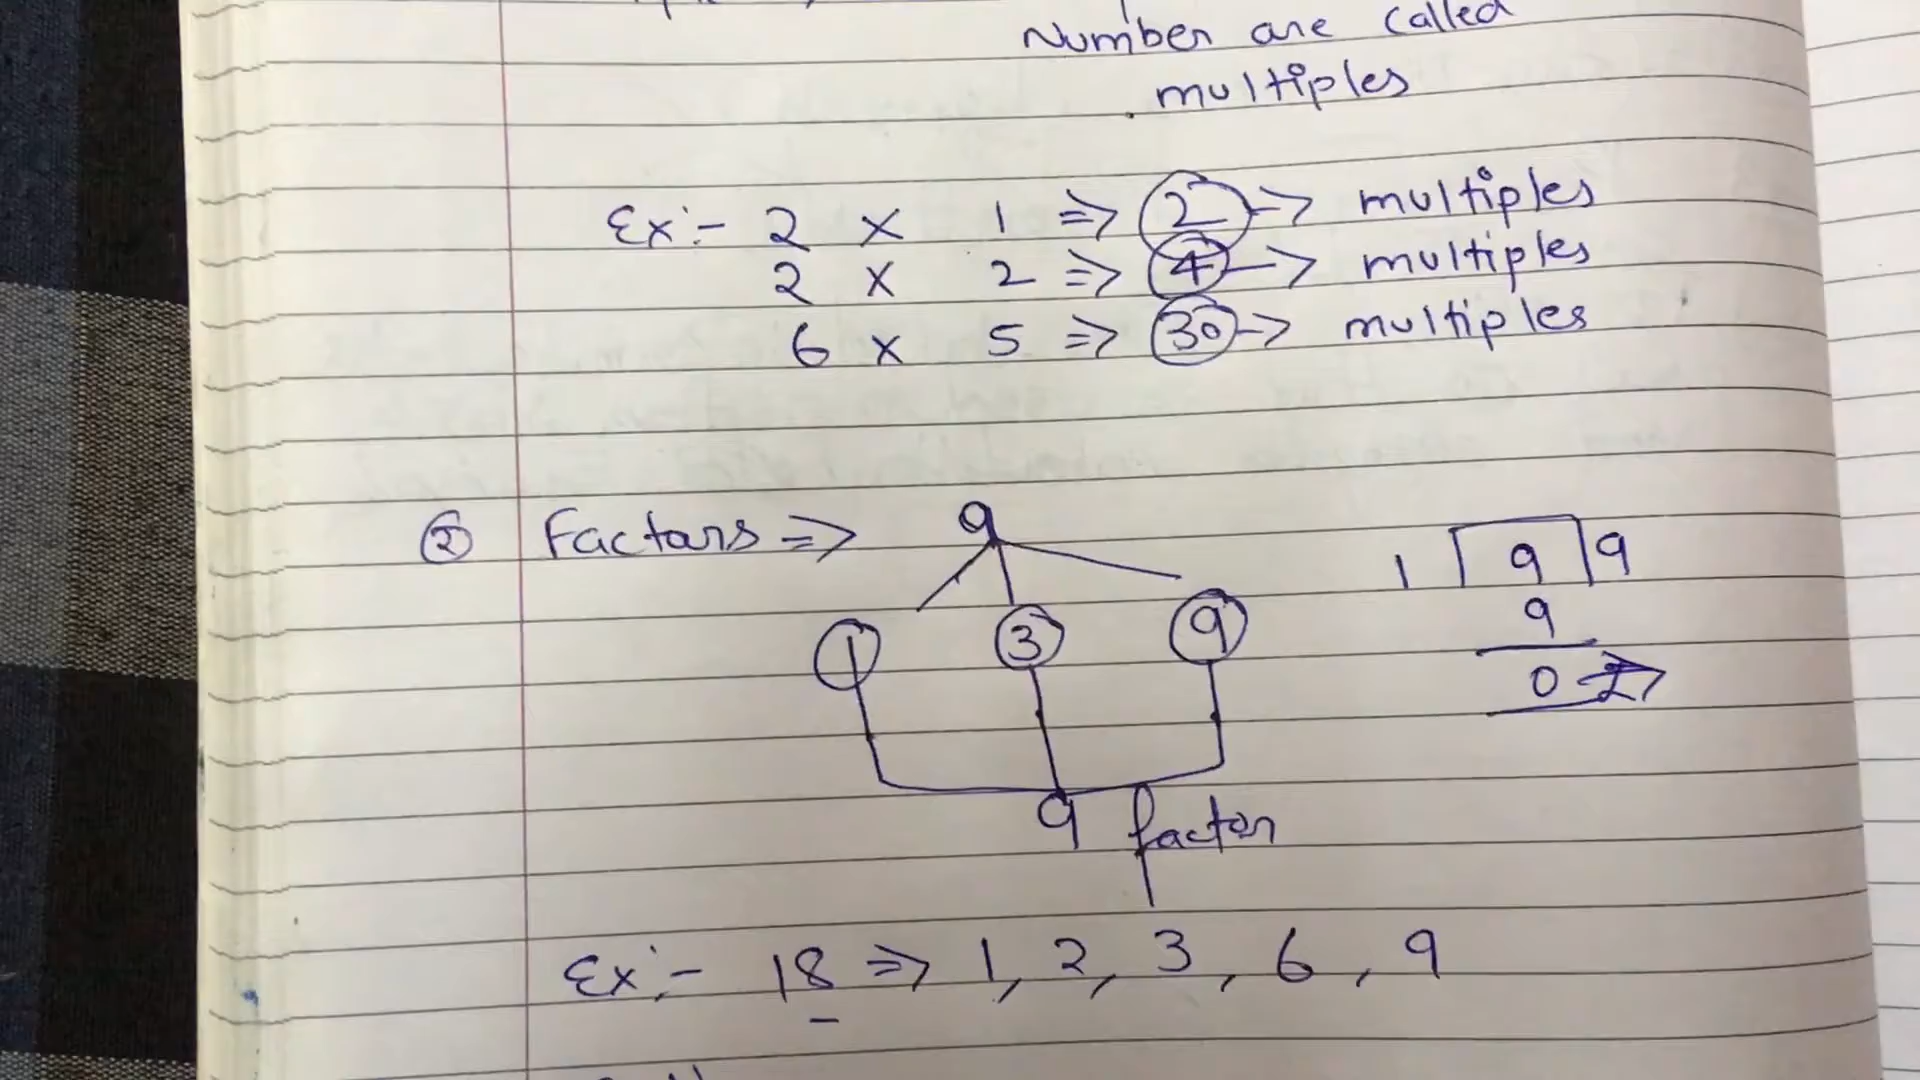 Number are called
multiples
Ex:- 2 x 1 => 2 -> multiples
2 x 2 => 4 -> multiples
6 x 5 => 30 -> multiples
② Factors => 9
1 3 9
1 9 9
9
0 ->
9 factor
Ex:- 18 => 1, 2, 3, 6, 9